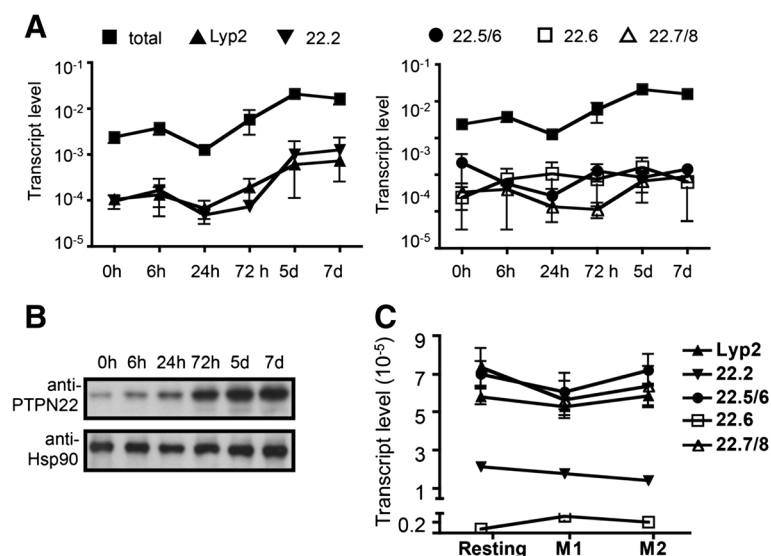 A
total Lyp2 22.2
22.5/6 22.6 22.7/8
Transcript level
10-1
10-2
10-3
10-4
10-5
0h 6h 24h 72 h 5d 7d
Transcript level
10-1
10-2
10-3
10-4
10-5
0h 6h 24h 72 h 5d 7d
B
0h 6h 24h 72h 5d 7d
anti-
PTPN22
anti-
Hsp90
C
Transcript level (10-5)
9
7
5
3
1
0.2
Resting M1 M2
Lyp2
22.2
22.5/6
22.6
22.7/8